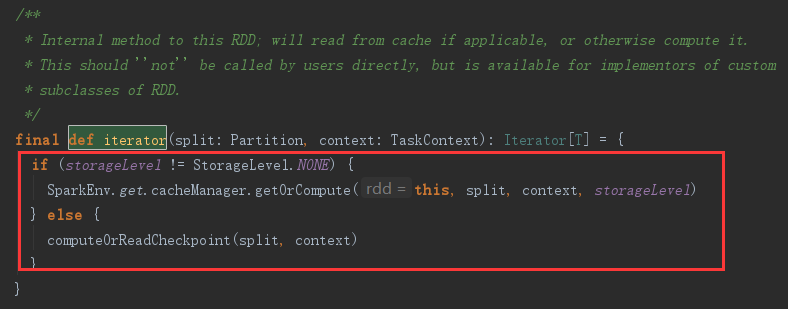 /**
* Internal method to this RDD; will read from cache if applicable, or otherwise compute it.
* This should ''not'' be called by users directly, but is available for implementors of custom
* subclasses of RDD.
*/
final def iterator(split: Partition, context: TaskContext): Iterator[T] = {
if (storageLevel != StorageLevel.NONE) {
SparkEnv.get.cacheManager.getOrCompute( rdd = this, split, context, storageLevel)
} else {
computeOrReadCheckpoint(split, context)
}
}